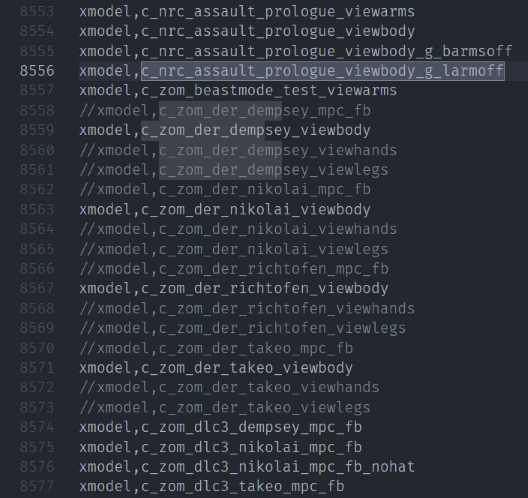 8553 xmodel,c_nrc_assault_prologue_viewarms
8554 xmodel,c_nrc_assault_prologue_viewbody
8555 xmodel,c_nrc_assault_prologue_viewbody_g_barmsoff
8556 xmodel,c_nrc_assault_prologue_viewbody_g_larmoff
8557 xmodel,c_zom_beastmode_test_viewarms
8558 //xmodel,c_zom_der_dempsey_mpc_fb
8559 xmodel,c_zom_der_dempsey_viewbody
8560 //xmodel,c_zom_der_dempsey_viewhands
8561 //xmodel,c_zom_der_dempsey_viewlegs
8562 //xmodel,c_zom_der_nikolai_mpc_fb
8563 xmodel,c_zom_der_nikolai_viewbody
8564 //xmodel,c_zom_der_nikolai_viewhands
8565 //xmodel,c_zom_der_nikolai_viewlegs
8566 //xmodel,c_zom_der_richtofen_mpc_fb
8567 xmodel,c_zom_der_richtofen_viewbody
8568 //xmodel,c_zom_der_richtofen_viewhands
8569 //xmodel,c_zom_der_richtofen_viewlegs
8570 //xmodel,c_zom_der_takeo_mpc_fb
8571 xmodel,c_zom_der_takeo_viewbody
8572 //xmodel,c_zom_der_takeo_viewhands
8573 //xmodel,c_zom_der_takeo_viewlegs
8574 xmodel,c_zom_dlc3_dempsey_mpc_fb
8575 xmodel,c_zom_dlc3_nikolai_mpc_fb
8576 xmodel,c_zom_dlc3_nikolai_mpc_fb_nohat
8577 xmodel,c_zom_dlc3_takeo_mpc_fb